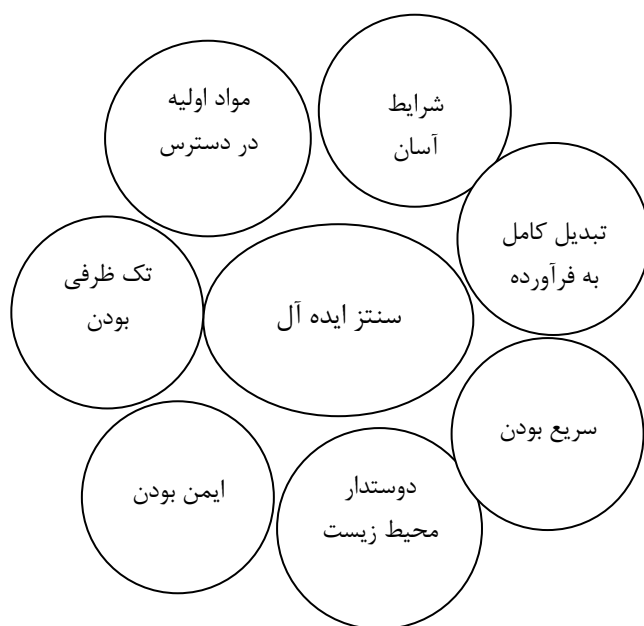 شرایط
آسان
مواد اولیه
در دسترس
تبدیل کامل
به فرآورده
تک ظرفی
بودن
سنتز ایده آل
سریع بودن
ایمن بودن
دوستدار
محیط زیست